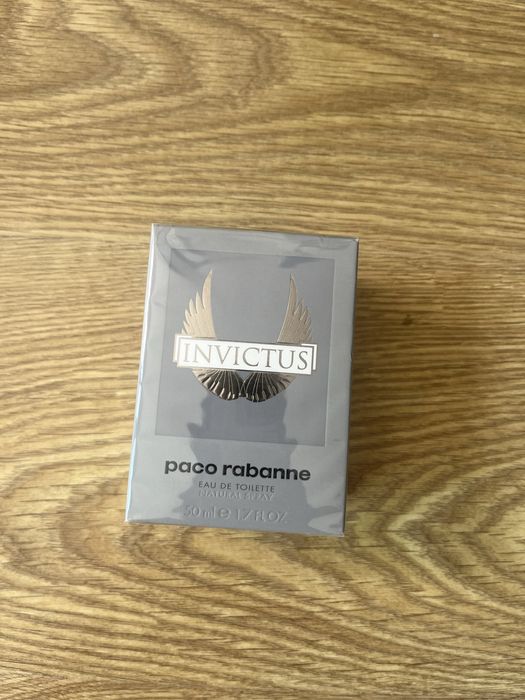 INVICTUS
paco rabanne
EAU DE TOILETTE
NATURAL SPRAY
50 ml e 1.7 FL.OZ.